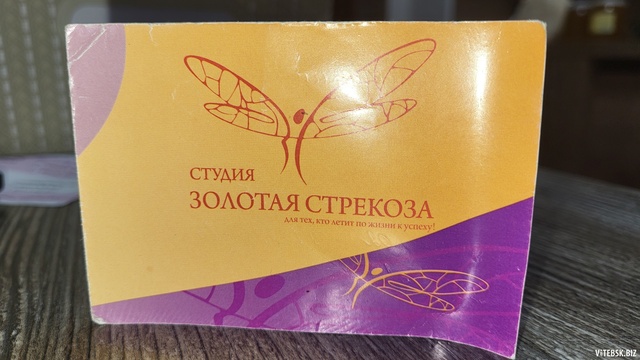 СТУДИЯ
ЗОЛОТАЯ СТРЕКОЗА
для тех, кто летит по жизни к успеху!
ViTEBSK.BiZ